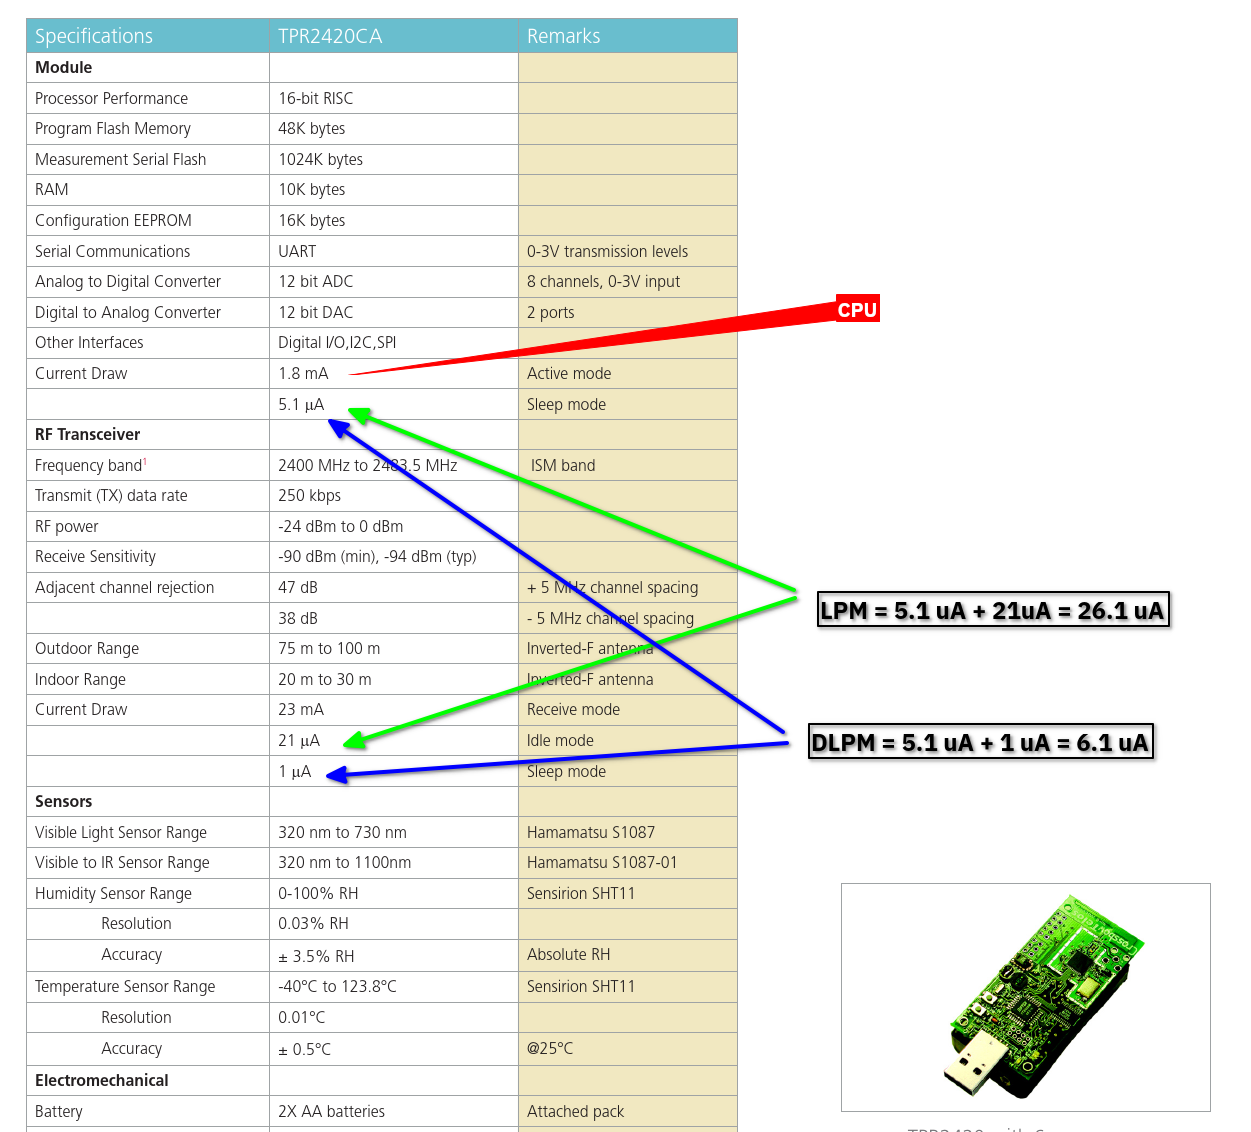 Specifications TPR2420CA Remarks
Module
Processor Performance 16-bit RISC
Program Flash Memory 48K bytes
Measurement Serial Flash 1024K bytes
RAM 10K bytes
Configuration EEPROM 16K bytes
Serial Communications UART 0-3V transmission levels
Analog to Digital Converter 12 bit ADC 8 channels, 0-3V input
Digital to Analog Converter 12 bit DAC 2 ports
CPU
Other Interfaces Digital I/O,I2C,SPI
Current Draw 1.8 mA Active mode
5.1 µA Sleep mode
RF Transceiver
Frequency band1 2400 MHz to 2483.5 MHz ISM band
Transmit (TX) data rate 250 kbps
RF power -24 dBm to 0 dBm
Receive Sensitivity -90 dBm (min), -94 dBm (typ)
Adjacent channel rejection 47 dB + 5 MHz channel spacing
38 dB - 5 MHz channel spacing
LPM = 5.1 uA + 21uA = 26.1 uA
Outdoor Range 75 m to 100 m Inverted-F antenna
Indoor Range 20 m to 30 m Inverted-F antenna
Current Draw 23 mA Receive mode
21 µA Idle mode
DLPM = 5.1 uA + 1 uA = 6.1 uA
1 µA Sleep mode
Sensors
Visible Light Sensor Range 320 nm to 730 nm Hamamatsu S1087
Visible to IR Sensor Range 320 nm to 1100nm Hamamatsu S1087-01
Humidity Sensor Range 0-100% RH Sensirion SHT11
Resolution 0.03% RH
Accuracy ± 3.5% RH Absolute RH
Temperature Sensor Range -40ºC to 123.8ºC Sensirion SHT11
Resolution 0.01ºC
Accuracy ± 0.5ºC @25ºC
Electromechanical
Battery 2X AA batteries Attached pack